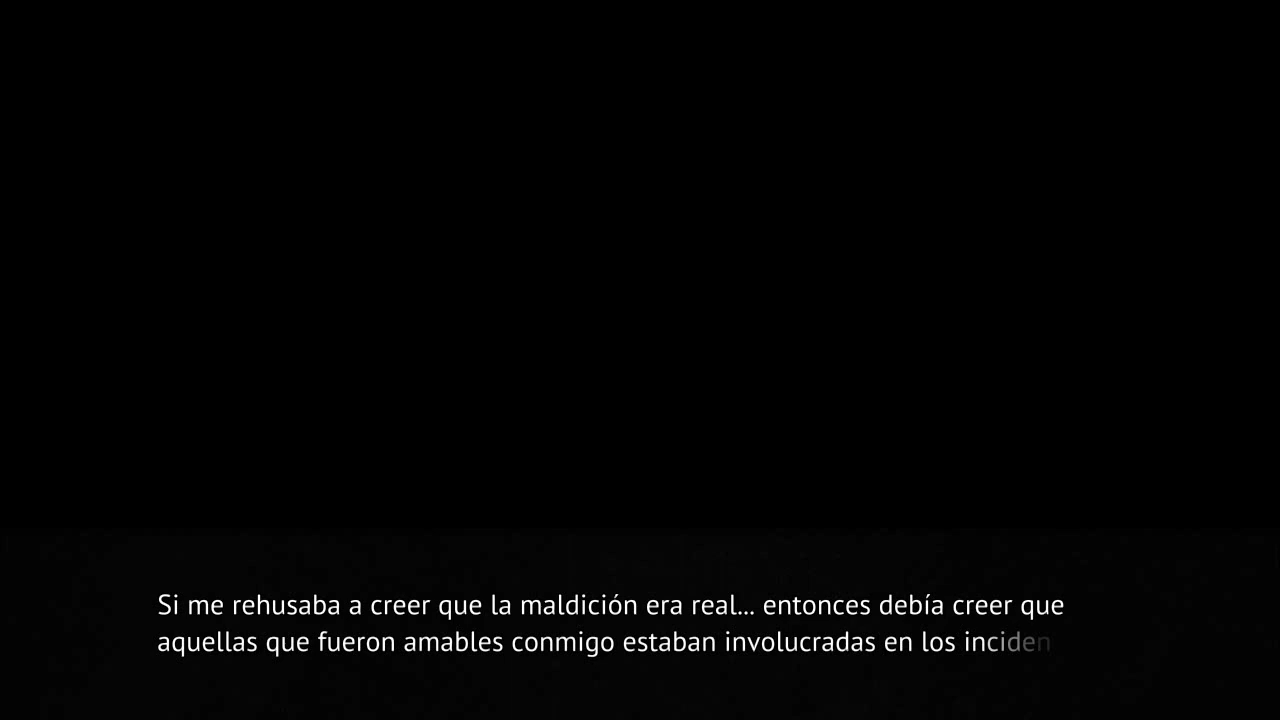 Si me rehusaba a creer que la maldición era real... entonces debía creer que
aquellas que fueron amables conmigo estaban involucradas en los inciden